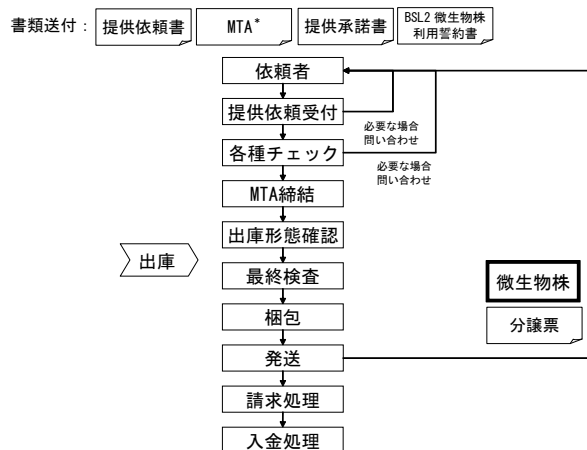 書類送付：
提供依頼書
MTA*
提供承諾書
BSL2 微生物株
利用誓約書
依頼者
提供依頼受付
必要な場合
問い合わせ
各種チェック
必要な場合
問い合わせ
MTA締結
出庫形態確認
出庫
最終検査
微生物株
梱包
分譲票
発送
請求処理
入金処理